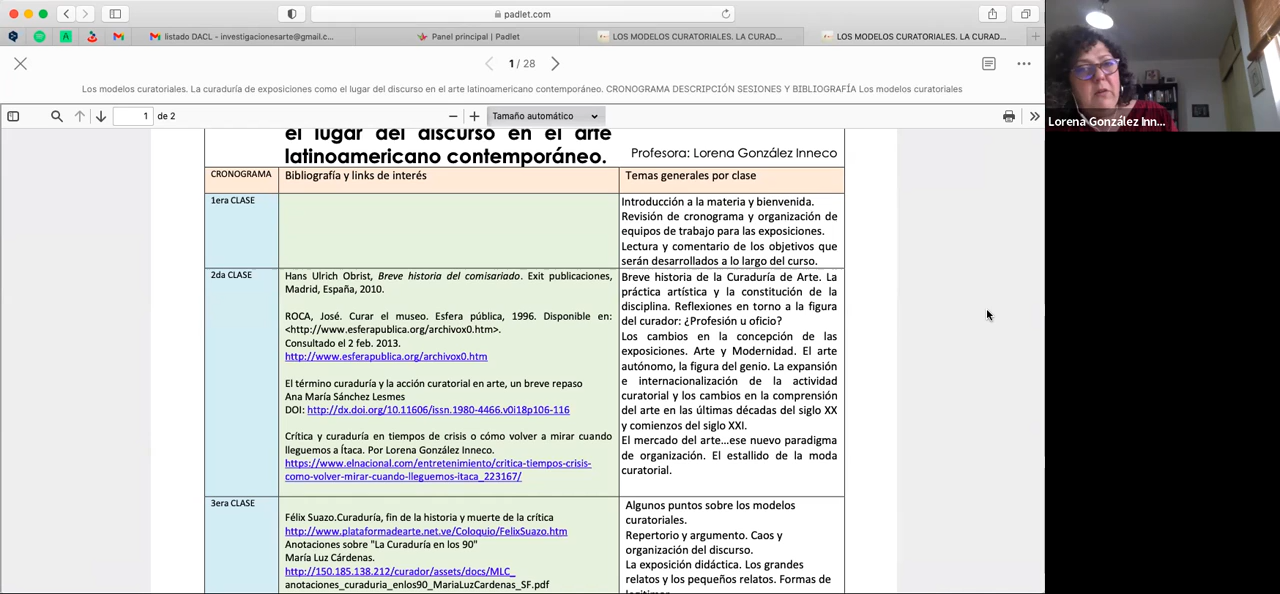 padlet.com
listado DACL - investigacionesarte@gmail.c...
Panel principal | Padlet
LOS MODELOS CURATORIALES. LA CURAD...
LOS MODELOS CURATORIALES. LA CURAD...
1 / 28
Los modelos curatoriales. La curaduría de exposiciones como el lugar del discurso en el arte latinoamericano contemporáneo. CRONOGRAMA DESCRIPCIÓN SESIONES Y BIBLIOGRAFÍA Los modelos curatoriales
1 de 2
Tamaño automático
Lorena González Inn...
el lugar del discurso en el arte
latinoamericano contemporáneo.
Profesora: Lorena González Inneco
CRONOGRAMA
Bibliografía y links de interés
Temas generales por clase
1era CLASE
Introducción a la materia y bienvenida.
Revisión de cronograma y organización de
equipos de trabajo para las exposiciones.
Lectura y comentario de los objetivos que
serán desarrollados a lo largo del curso.
2da CLASE
Hans Ulrich Obrist, Breve historia del comisariado. Exit publicaciones,
Madrid, España, 2010.
ROCA, José. Curar el museo. Esfera pública, 1996. Disponible en:
<http://www.esferapublica.org/archivox0.htm>.
Consultado el 2 feb. 2013.
http://www.esferapublica.org/archivox0.htm
El término curaduría y la acción curatorial en arte, un breve repaso
Ana María Sánchez Lesmes
DOI: http://dx.doi.org/10.11606/issn.1980-4466.v0i18p106-116
Crítica y curaduría en tiempos de crisis o cómo volver a mirar cuando
lleguemos a Ítaca. Por Lorena González Inneco.
https://www.elnacional.com/entretenimiento/critica-tiempos-crisis-
como-volver-mirar-cuando-lleguemos-itaca_223167/
Breve historia de la Curaduría de Arte. La
práctica artística y la constitución de la
disciplina. Reflexiones en torno a la figura
del curador: ¿Profesión u oficio?
Los cambios en la concepción de las
exposiciones. Arte y Modernidad. El arte
autónomo, la figura del genio. La expansión
e internacionalización de la actividad
curatorial y los cambios en la comprensión
del arte en las últimas décadas del siglo XX
y comienzos del siglo XXI.
El mercado del arte...ese nuevo paradigma
de organización. El estallido de la moda
curatorial.
3era CLASE
Félix Suazo.Curaduría, fin de la historia y muerte de la crítica
http://www.plataformadearte.net.ve/Coloquio/FelixSuazo.htm
Anotaciones sobre "La Curaduría en los 90"
María Luz Cárdenas.
http://150.185.138.212/curador/assets/docs/MLC_
anotaciones_curaduria_enlos90_MariaLuzCardenas_SF.pdf
Algunos puntos sobre los modelos
curatoriales.
Repertorio y argumento. Caos y
organización del discurso.
La exposición didáctica. Los grandes
relatos y los pequeños relatos. Formas de